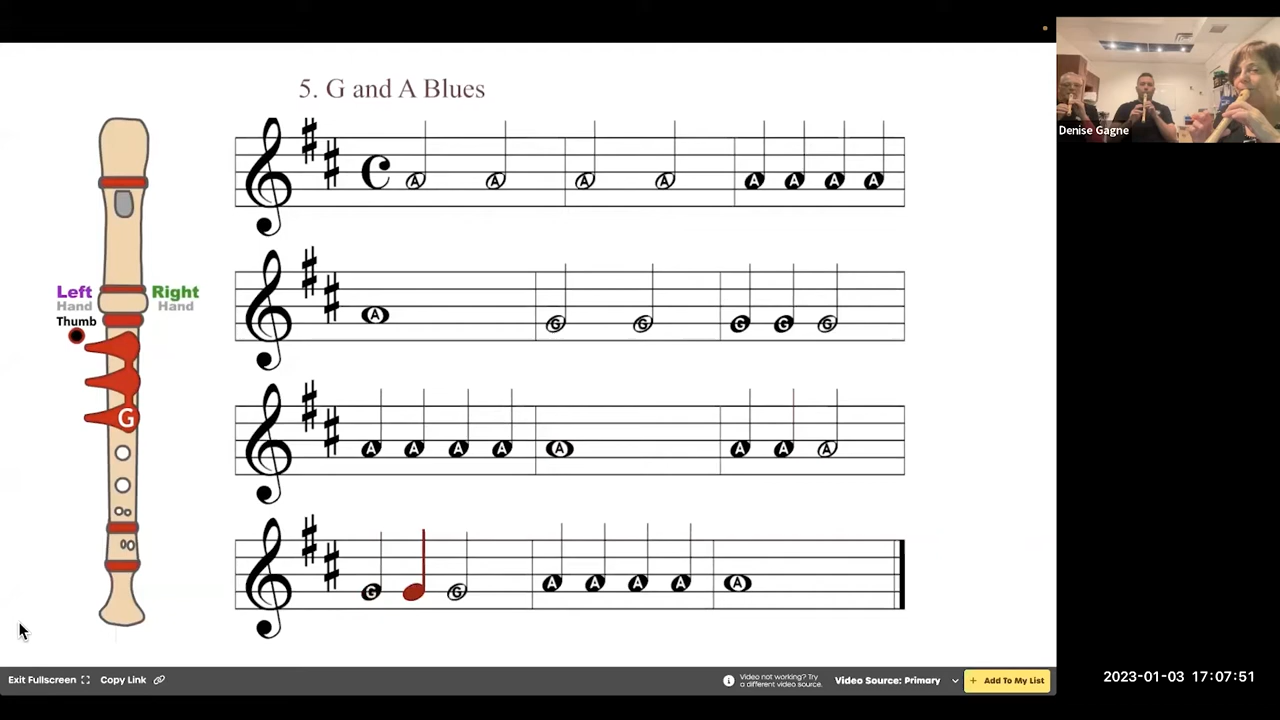 5. G and A Blues
Denise Gagne
A A A A A A A A
Left Right
Hand Hand
Thumb
A G G G G G
G
A A A A A A A A
G G A A A A A
Exit Fullscreen Copy Link
Video not working? Try
a different video source.
Video Source: Primary
+ Add To My List
2023-01-03 17:07:51